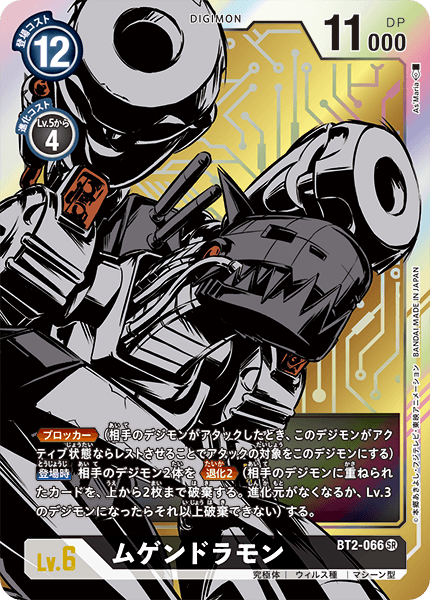 登場コスト
12
DIGIMON
DP
11000
進化コスト
Lv.5から
4
As'Maria
©本郷あきよし・フジテレビ・東映アニメーション BANDAI, MADE IN JAPAN
ブロッカー (相手のデジモンがアタックしたとき、このデジモンがアク
ティブ状態ならレストさせることでアタックの対象をこのデジモンにする)
登場時 相手のデジモン2体を 退化2 (相手のデジモンに重ねられ
たカードを、上から2枚まで破棄する。進化元がなくなるか、Lv.3
のデジモンになったらそれ以上破棄できない)する。
Lv.6
ムゲンドラモン
BT2-066 SR
究極体 | ウィルス種 | マシーン型